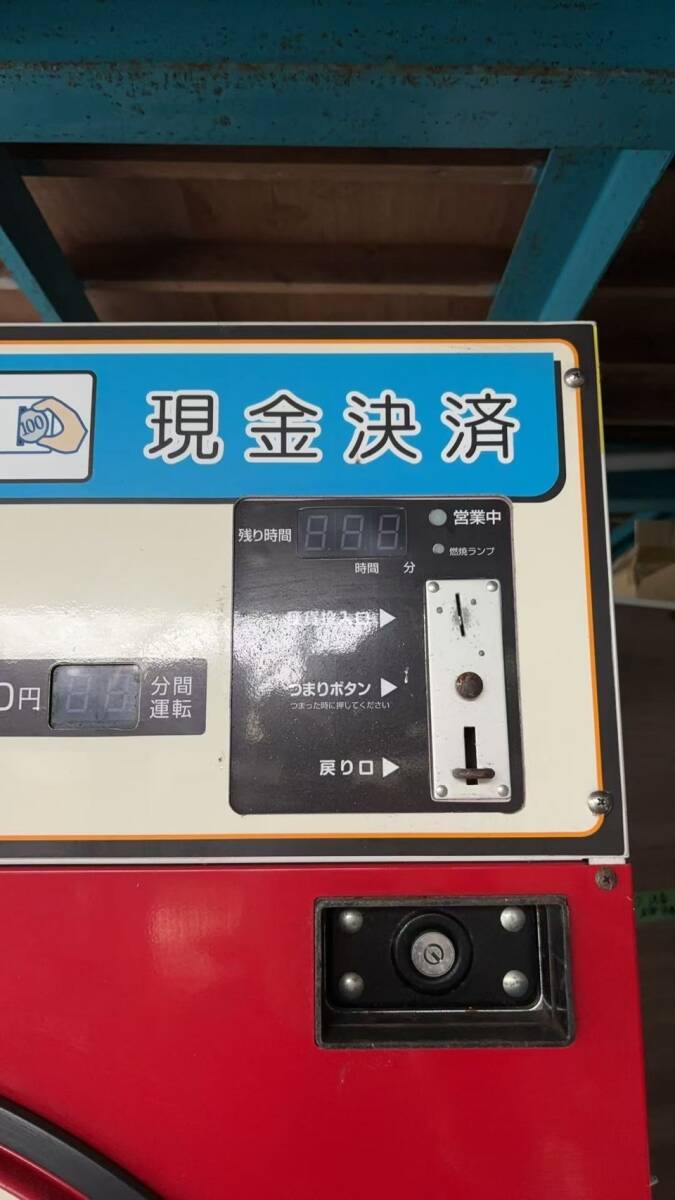 現金決済
100
残り時間
営業中
燃焼ランプ
時間 分
硬貨投入口▶
0円
分間
運転
つまりボタン▶
つまった時に押してください
戻り口▶